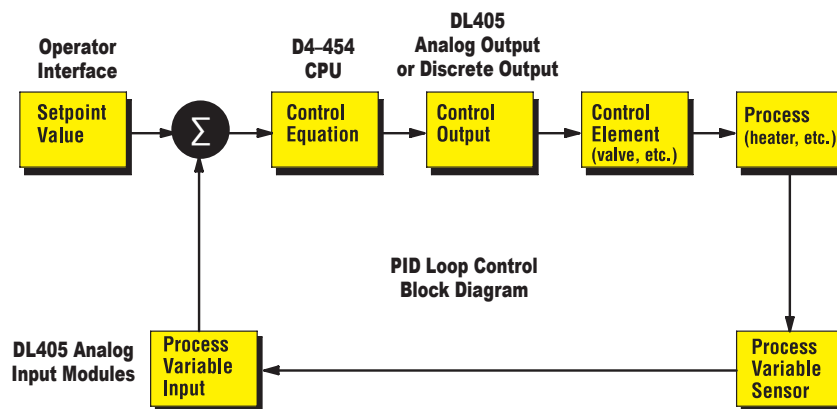 Operator
Interface
D4–454
CPU
DL405
Analog Output
or Discrete Output
Setpoint
Value
Σ
Control
Equation
Control
Output
Control
Element
(valve, etc.)
Process
(heater, etc.)
PID Loop Control
Block Diagram
DL405 Analog
Input Modules
Process
Variable
Input
Process
Variable
Sensor